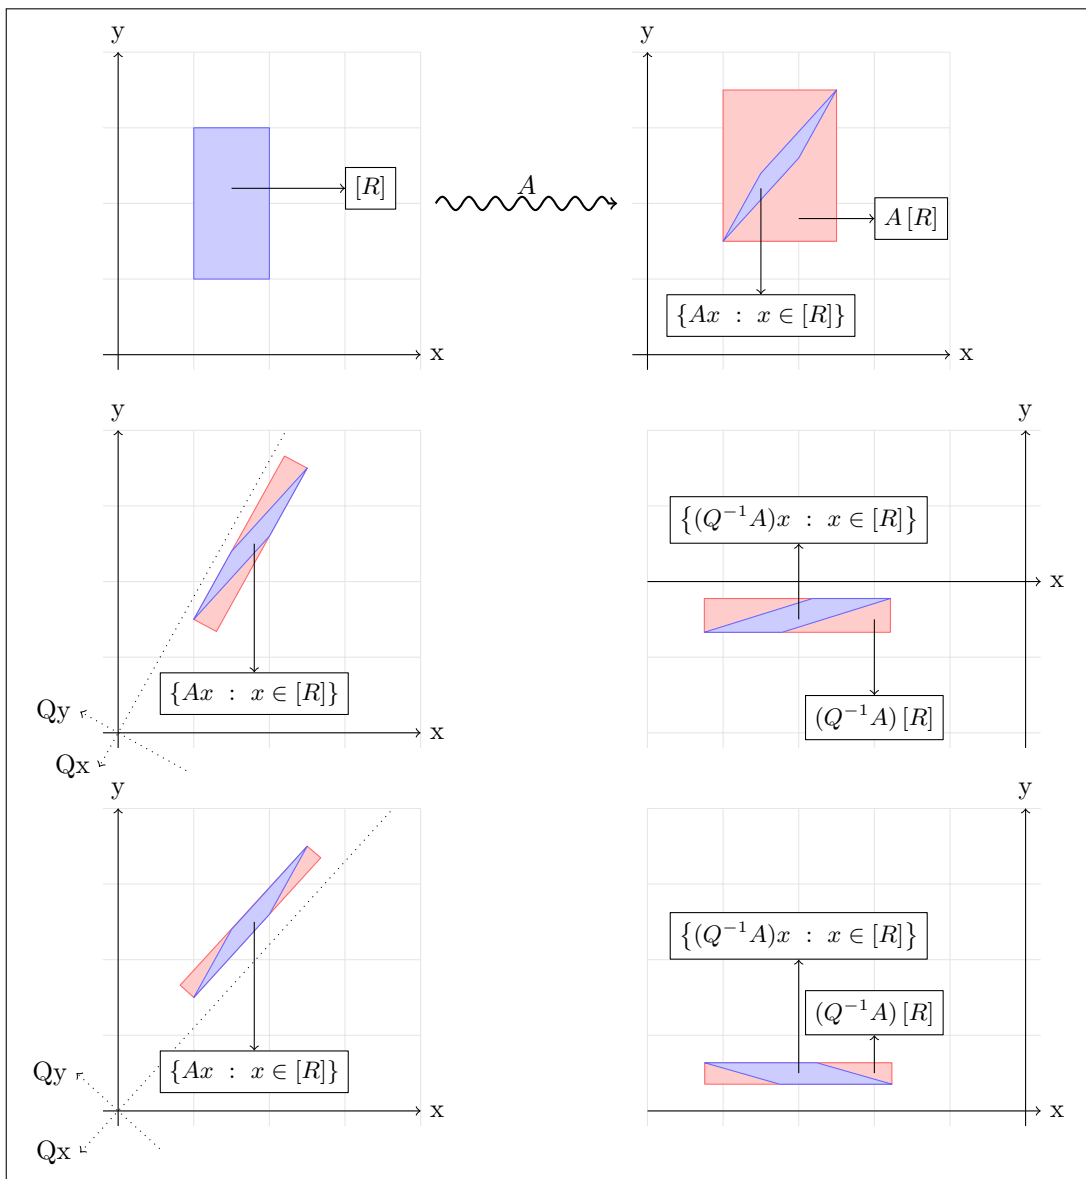 y
y
[R]
A
A [R]
{Ax : x ∈ [R]}
x
x
y
y
{(Q⁻¹A)x : x ∈ [R]}
x
{Ax : x ∈ [R]}
Qy
(Q⁻¹A) [R]
x
Qx
y
y
{(Q⁻¹A)x : x ∈ [R]}
(Q⁻¹A) [R]
Qy
{Ax : x ∈ [R]}
x
x
Qx